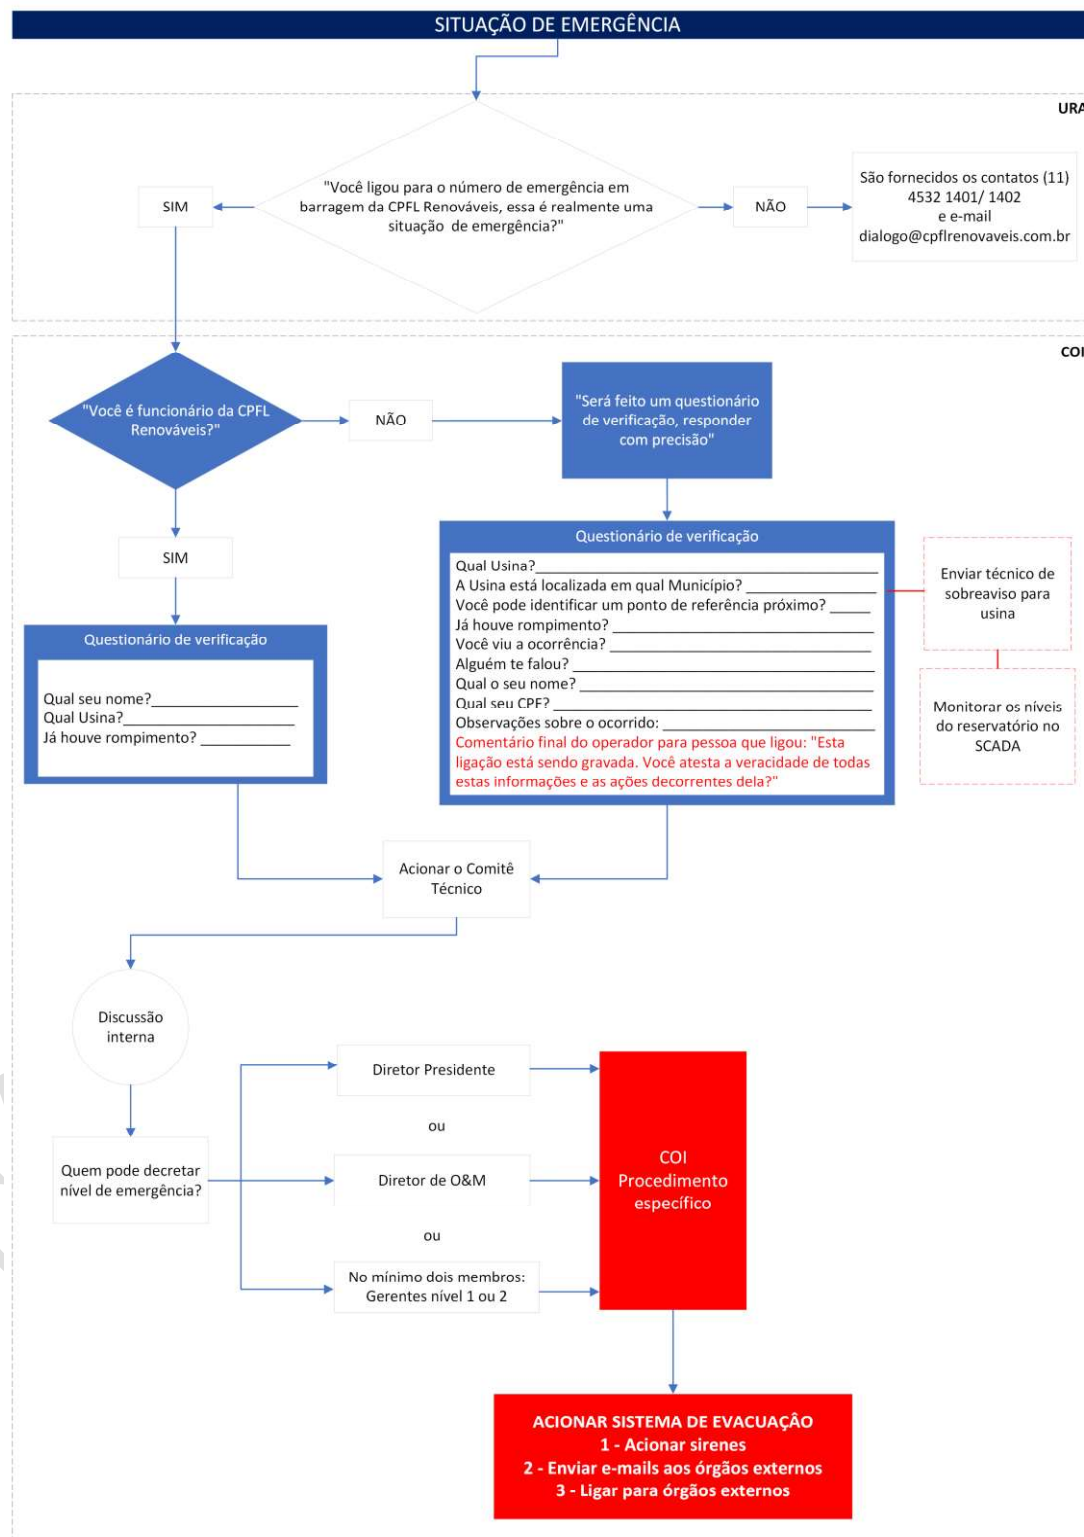 SITUAÇÃO DE EMERGÊNCIA
URA
"Você ligou para o número de emergência em
barragem da CPFL Renováveis, essa é realmente uma
situação de emergência?"
SIM
NÃO
São fornecidos os contatos (11)
4532 1401/ 1402
e e-mail
dialogo@cpflrenovaveis.com.br
COI
"Você é funcionário da CPFL
Renováveis?"
NÃO
"Será feito um questionário
de verificação, responder
com precisão"
SIM
Questionário de verificação
Qual seu nome?
Qual Usina?
Já houve rompimento?
Questionário de verificação
Qual Usina?
A Usina está localizada em qual Município?
Você pode identificar um ponto de referência próximo?
Já houve rompimento?
Você viu a ocorrência?
Alguém te falou?
Qual o seu nome?
Qual seu CPF?
Observações sobre o ocorrido:
Comentário final do operador para pessoa que ligou: "Esta
ligação está sendo gravada. Você atesta a veracidade de todas
estas informações e as ações decorrentes dela?"
Enviar técnico de
sobreaviso para
usina
Monitorar os níveis
do reservatório no
SCADA
Acionar o Comitê
Técnico
Discussão
interna
Quem pode decretar
nível de emergência?
Diretor Presidente
ou
Diretor de O&M
ou
No mínimo dois membros:
Gerentes nível 1 ou 2
COI
Procedimento
específico
ACIONAR SISTEMA DE EVACUAÇÂO
1 - Acionar sirenes
2 - Enviar e-mails aos órgãos externos
3 - Ligar para órgãos externos